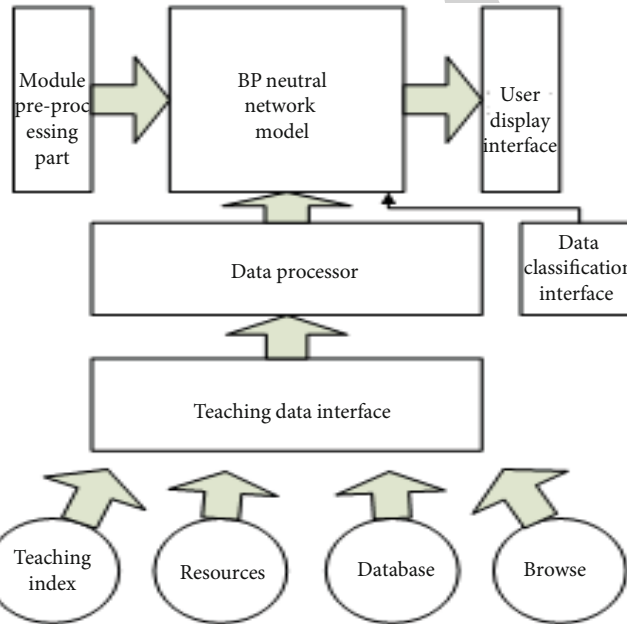 Module
pre-proc
essing
part
BP neutral
network
model
User
display
interface
Data processor
Data
classification
interface
Teaching data interface
Teaching
index
Resources
Database
Browse